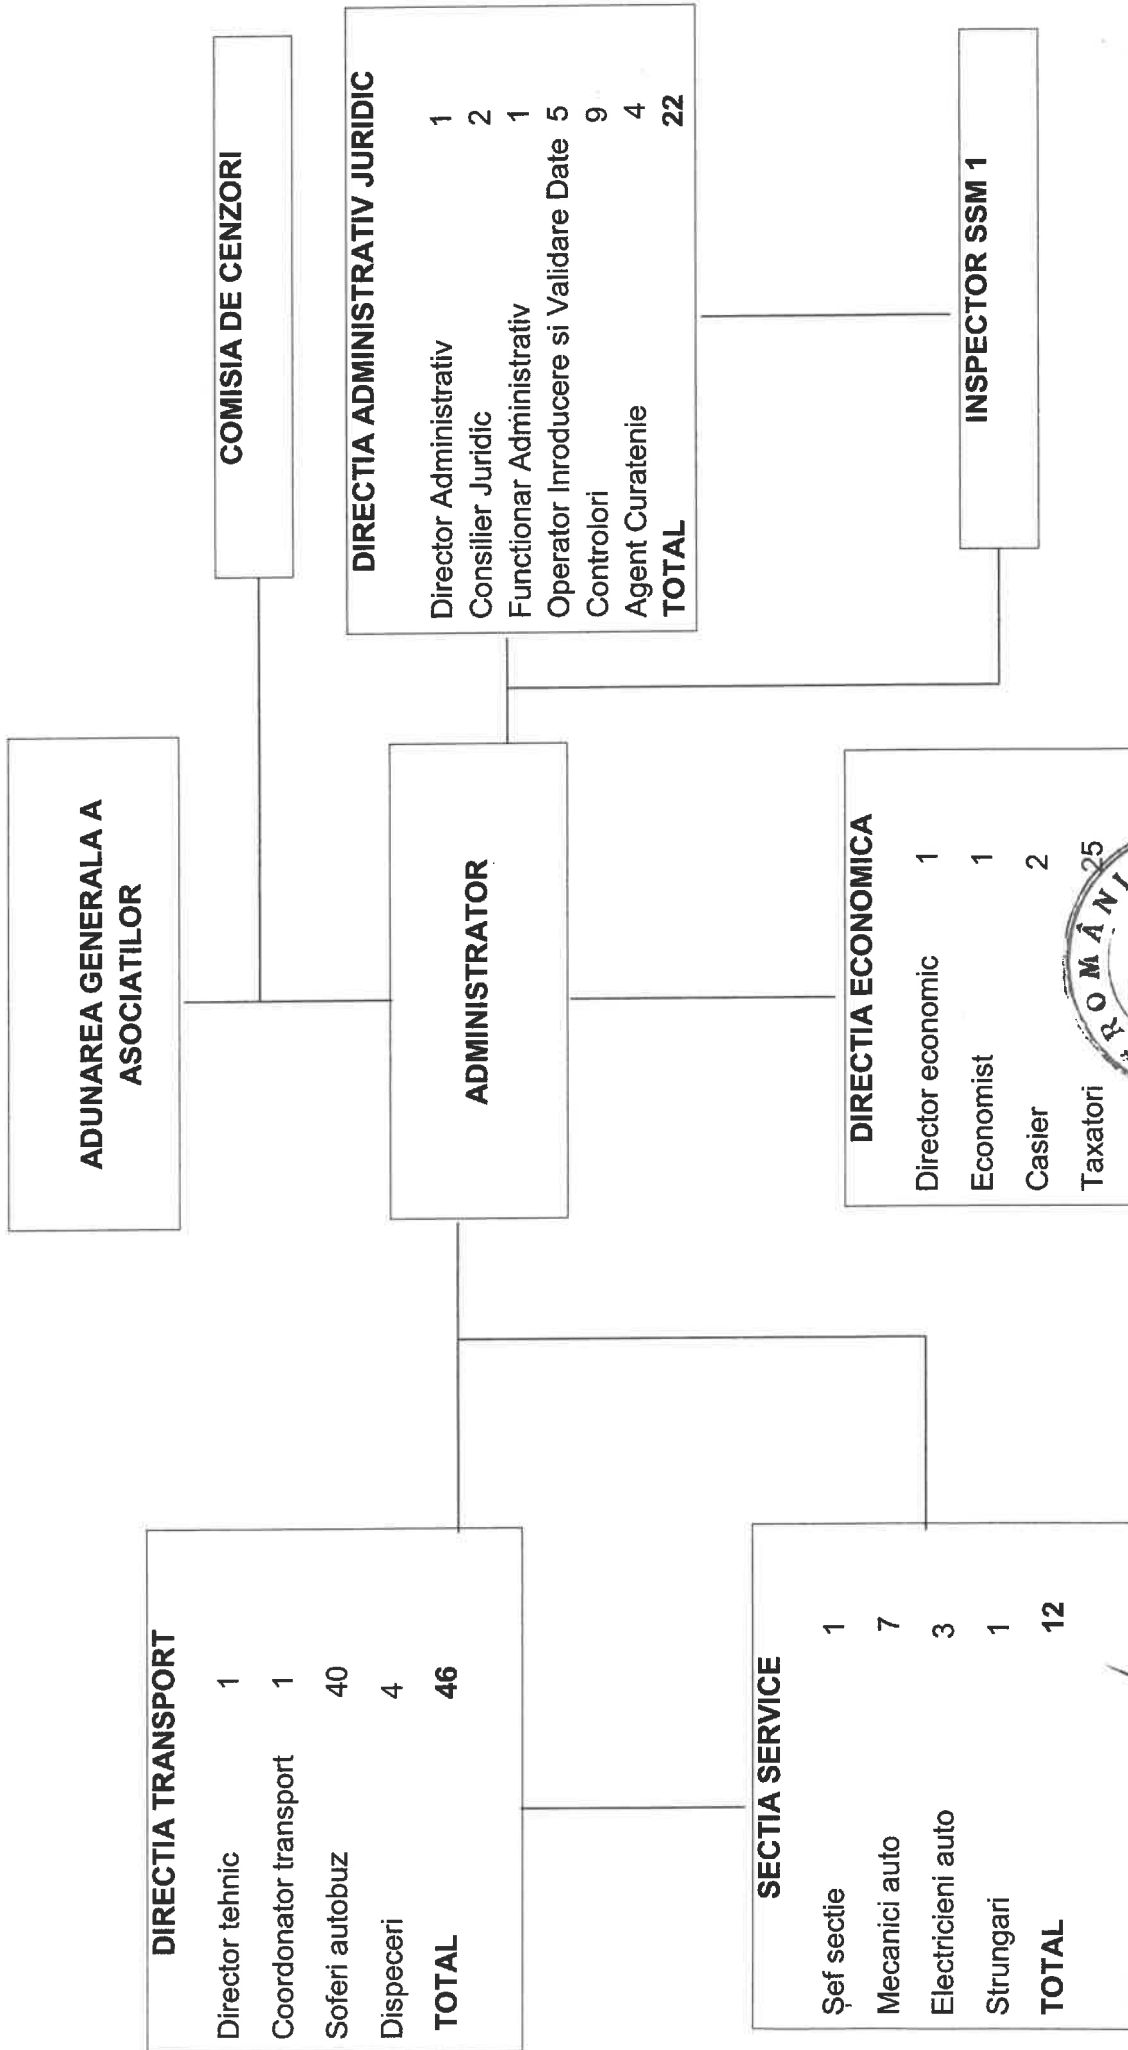 ADUNAREA GENERALA A
ASOCIATILOR
COMISIA DE CENZORI
ADMINISTRATOR
DIRECTIA TRANSPORT
Director tehnic 1
Coordonator transport 1
Soferi autobuz 40
Dispeceri 4
TOTAL 46
DIRECTIA ADMINISTRATIV JURIDIC
Director Administrativ 1
Consilier Juridic 2
Functionar Administrativ 1
Operator Inroducere si Validare Date 5
Controlori 9
Agent Curatenie 4
TOTAL 22
SECTIA SERVICE
Șef sectie 1
Mecanici auto 7
Electricieni auto 3
Strungari 1
TOTAL 12
DIRECTIA ECONOMICA
Director economic 1
Economist 1
Casier 2
Taxatori 25
INSPECTOR SSM 1
*ROMÂNI